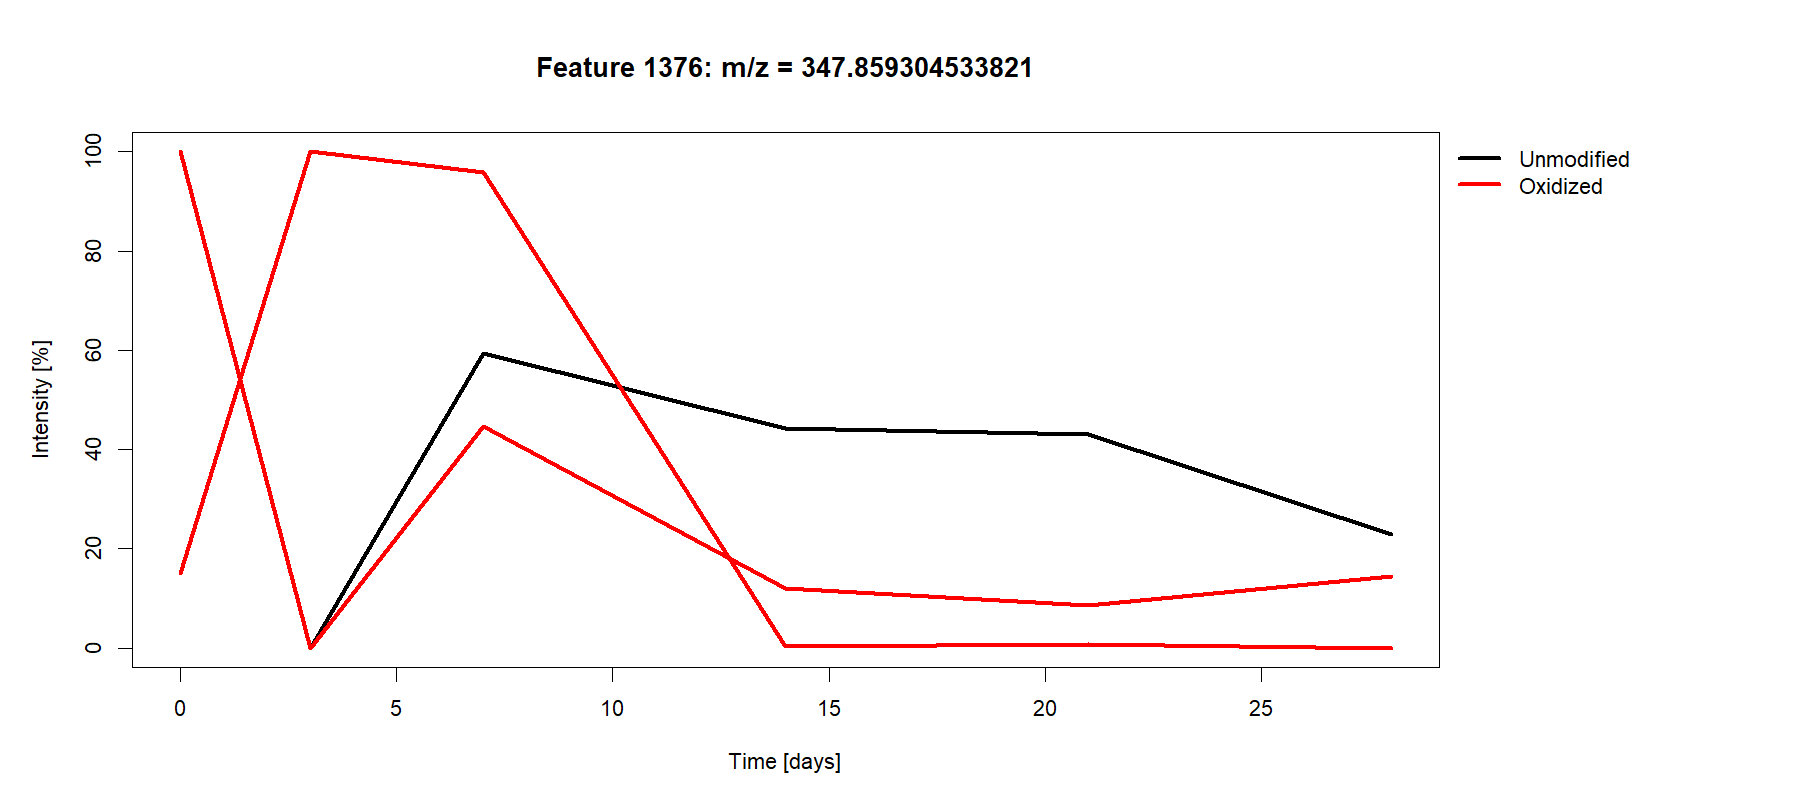 Feature 1376: m/z = 347.859304533821
Unmodified
Oxidized
Intensity [%]
100
80
60
40
20
0
0 5 10 15 20 25
Time [days]